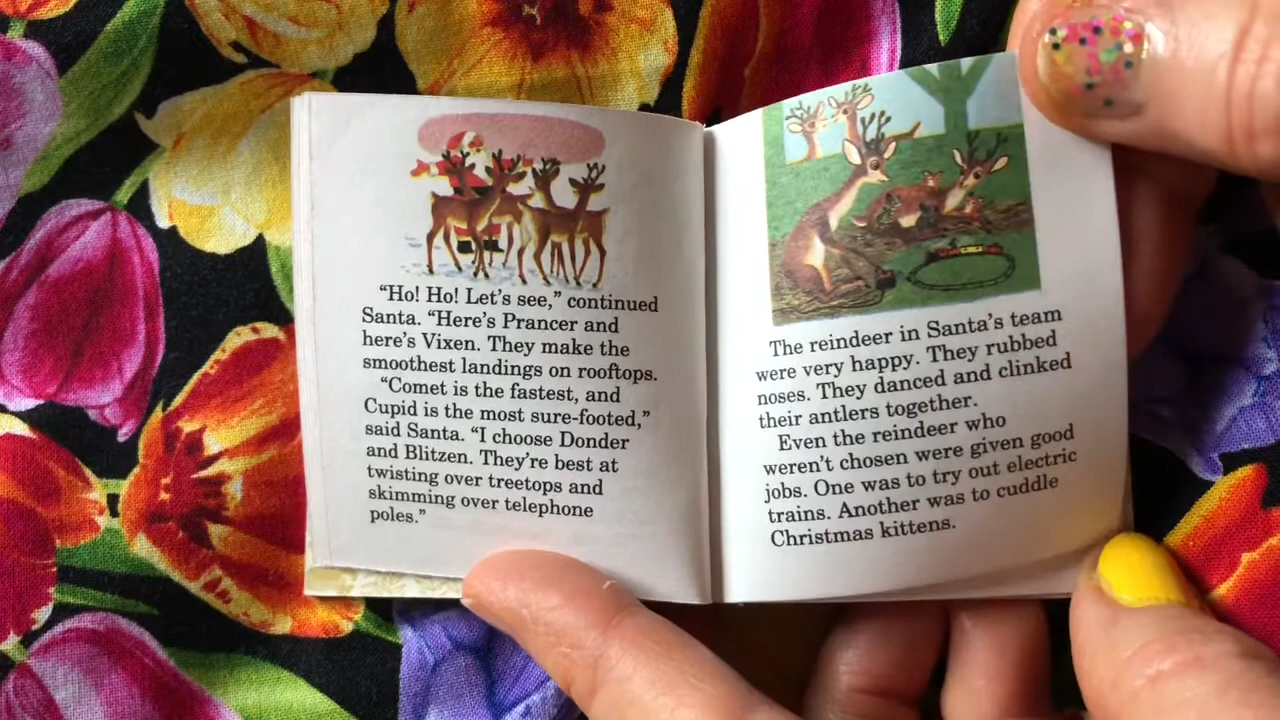 “Ho! Ho! Let’s see,” continued
Santa. “Here’s Prancer and
here’s Vixen. They make the
smoothest landings on rooftops.
“Comet is the fastest, and
Cupid is the most sure-footed,”
said Santa. “I choose Donder
and Blitzen. They’re best at
twisting over treetops and
skimming over telephone
poles.”
The reindeer in Santa’s team
were very happy. They rubbed
noses. They danced and clinked
their antlers together.
Even the reindeer who
weren’t chosen were given good
jobs. One was to try out electric
trains. Another was to cuddle
Christmas kittens.